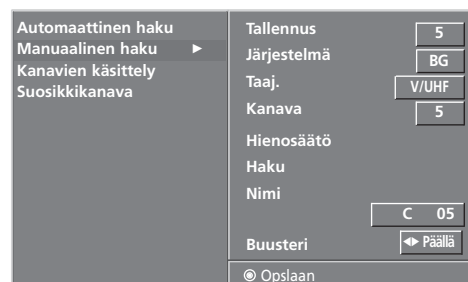 Automaattinen haku
Manuaalinen haku ►
Kanavien käsittely
Suosikkikanava
Tallennus 5
Järjestelmä BG
Taaj. V/UHF
Kanava 5
Hienosäätö
Haku
Nimi
C 05
Buusteri ◄► Päällä
Opslaan